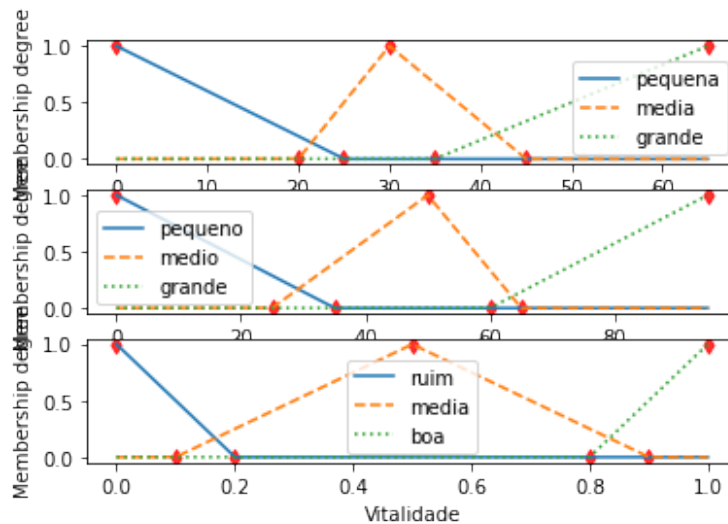 Membership degree
1.0
0.5
0.0
pequena
media
grande
0 10 20 30 40 50 60
Membership degree
1.0
0.5
0.0
pequeno
medio
grande
0 20 40 60 80
Membership degree
1.0
0.5
0.0
ruim
media
boa
0.0 0.2 0.4 0.6 0.8 1.0
Vitalidade